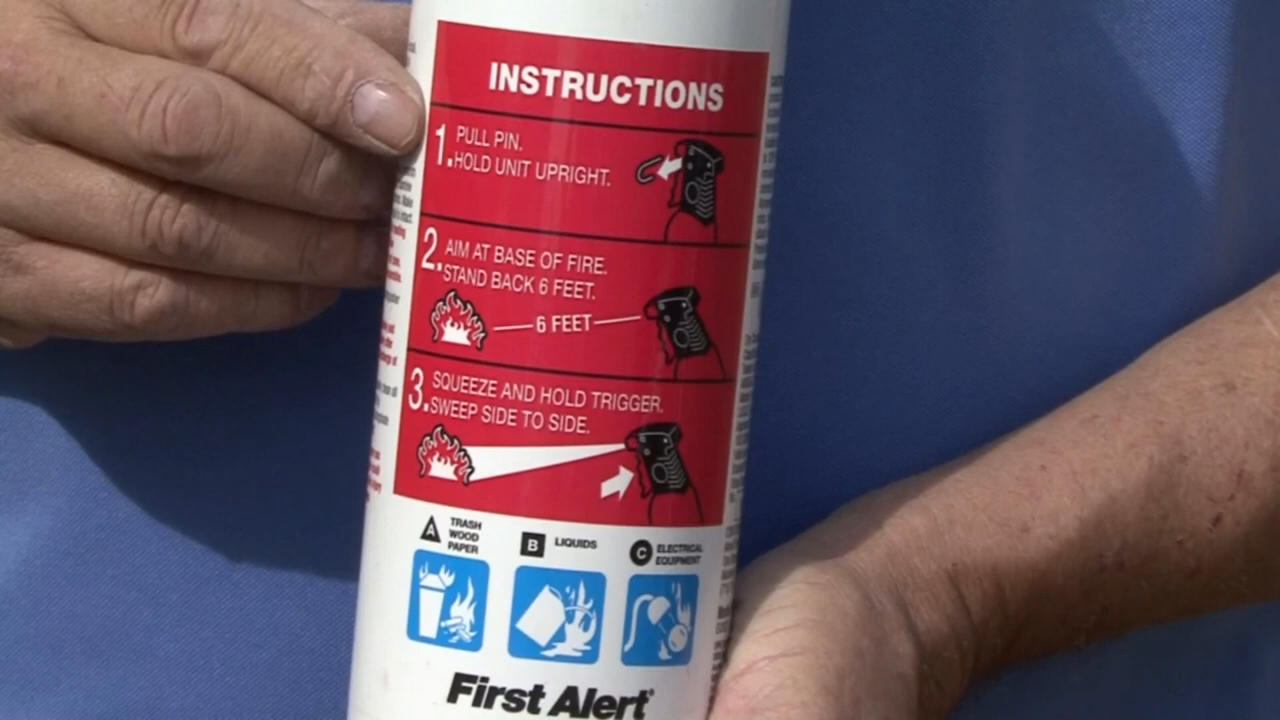 INSTRUCTIONS
1. PULL PIN.
HOLD UNIT UPRIGHT.
2. AIM AT BASE OF FIRE.
STAND BACK 6 FEET.
6 FEET
3. SQUEEZE AND HOLD TRIGGER.
SWEEP SIDE TO SIDE.
A TRASH
WOOD
PAPER
B LIQUIDS
C ELECTRICAL
EQUIPMENT
First Alert®